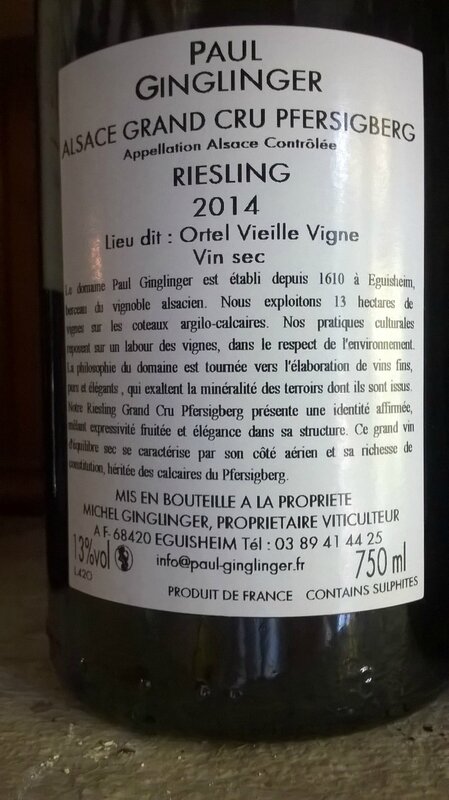 PAUL
GINGLINGER
ALSACE GRAND CRU PFERSIGBERG
Appellation Alsace Contrôlée
RIESLING
2014
Lieu dit : Ortel Vieille Vigne
Vin sec
Le domaine Paul Ginglinger est établi depuis 1610 à Eguisheim,
berceau du vignoble alsacien. Nous exploitons 13 hectares de
vignes sur les coteaux argilo-calcaires. Nos pratiques culturales
reposent sur un labour des vignes, dans le respect de l'environnement.
La philosophie du domaine est tournée vers l'élaboration de vins fins,
purs et élégants , qui exaltent la minéralité des terroirs dont ils sont issus.
Notre Riesling Grand Cru Pfersigberg présente une identité affirmée,
mêlant expressivité fruitée et élégance dans sa structure. Ce grand vin
d'équilibre sec se caractérise par son côté aérien et sa richesse de
constitution, héritée des calcaires du Pfersigberg.
MIS EN BOUTEILLE A LA PROPRIETE
MICHEL GINGLINGER, PROPRIETAIRE VITICULTEUR
A F- 68420 EGUISHEIM Tél : 03 89 41 44 25
13%vol info@paul-ginglinger.fr 750 ml
L420
PRODUIT DE FRANCE CONTAINS SULPHITES